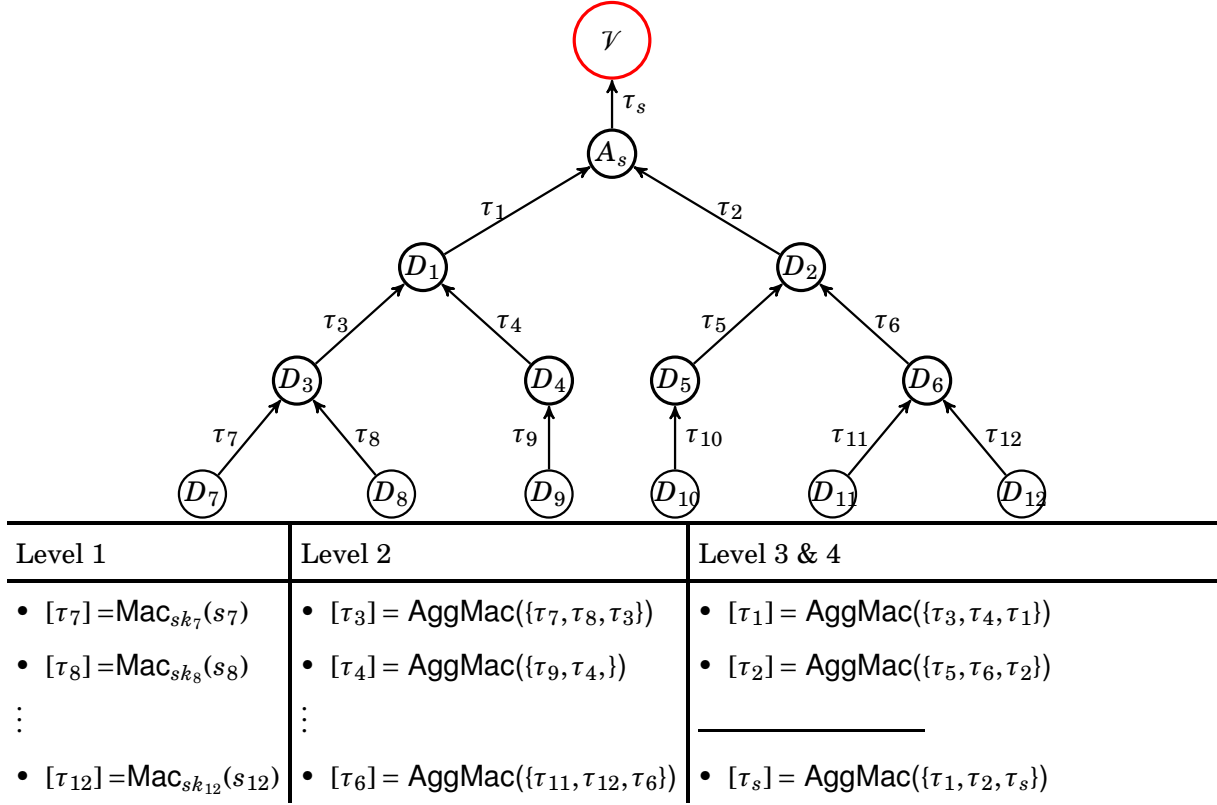 𝒱
τ_s
A_s
τ_1 τ_2
D_1 D_2
τ_3 τ_4 τ_5 τ_6
D_3 D_4 D_5 D_6
τ_7 τ_8 τ_9 τ_10 τ_11 τ_12
D_7 D_8 D_9 D_10 D_11 D_12
Level 1 Level 2 Level 3 & 4
• [τ_7] =Mac_{sk_7}(s_7) • [τ_3] = AggMac({τ_7,τ_8,τ_3}) • [τ_1] = AggMac({τ_3,τ_4,τ_1})
• [τ_8] =Mac_{sk_8}(s_8) • [τ_4] = AggMac({τ_9,τ_4,}) • [τ_2] = AggMac({τ_5,τ_6,τ_2})
⋮ ⋮
• [τ_12] =Mac_{sk_12}(s_12) • [τ_6] = AggMac({τ_11,τ_12,τ_6}) • [τ_s] = AggMac({τ_1,τ_2,τ_s})